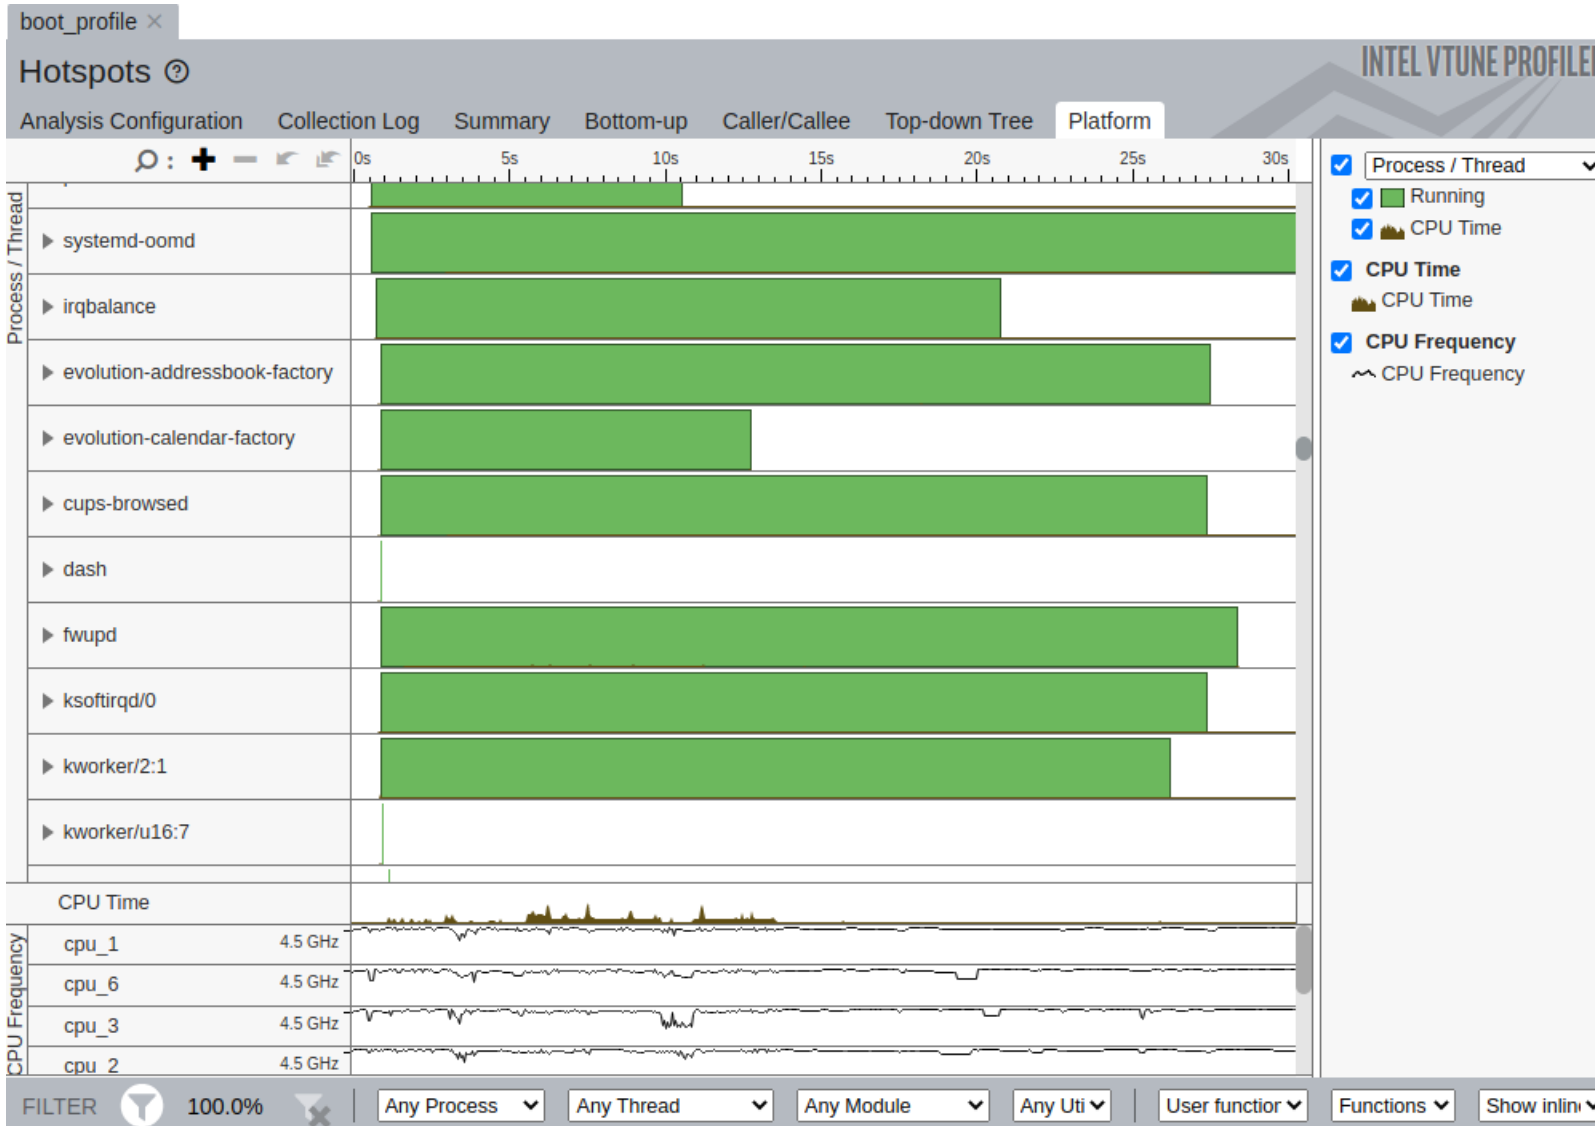 boot_profile
Hotspots
INTEL VTUNE PROFILER
Analysis Configuration Collection Log Summary Bottom-up Caller/Callee Top-down Tree Platform
0s 5s 10s 15s 20s 25s 30s
Process / Thread
systemd-oomd
irqbalance
evolution-addressbook-factory
evolution-calendar-factory
cups-browsed
dash
fwupd
ksoftirqd/0
kworker/2:1
kworker/u16:7
CPU Time
CPU Frequency
cpu_1 4.5 GHz
cpu_6 4.5 GHz
cpu_3 4.5 GHz
cpu_2 4.5 GHz
Process / Thread
Running
CPU Time
CPU Time
CPU Time
CPU Frequency
CPU Frequency
FILTER 100.0% Any Process Any Thread Any Module Any Uti User function Functions Show inline